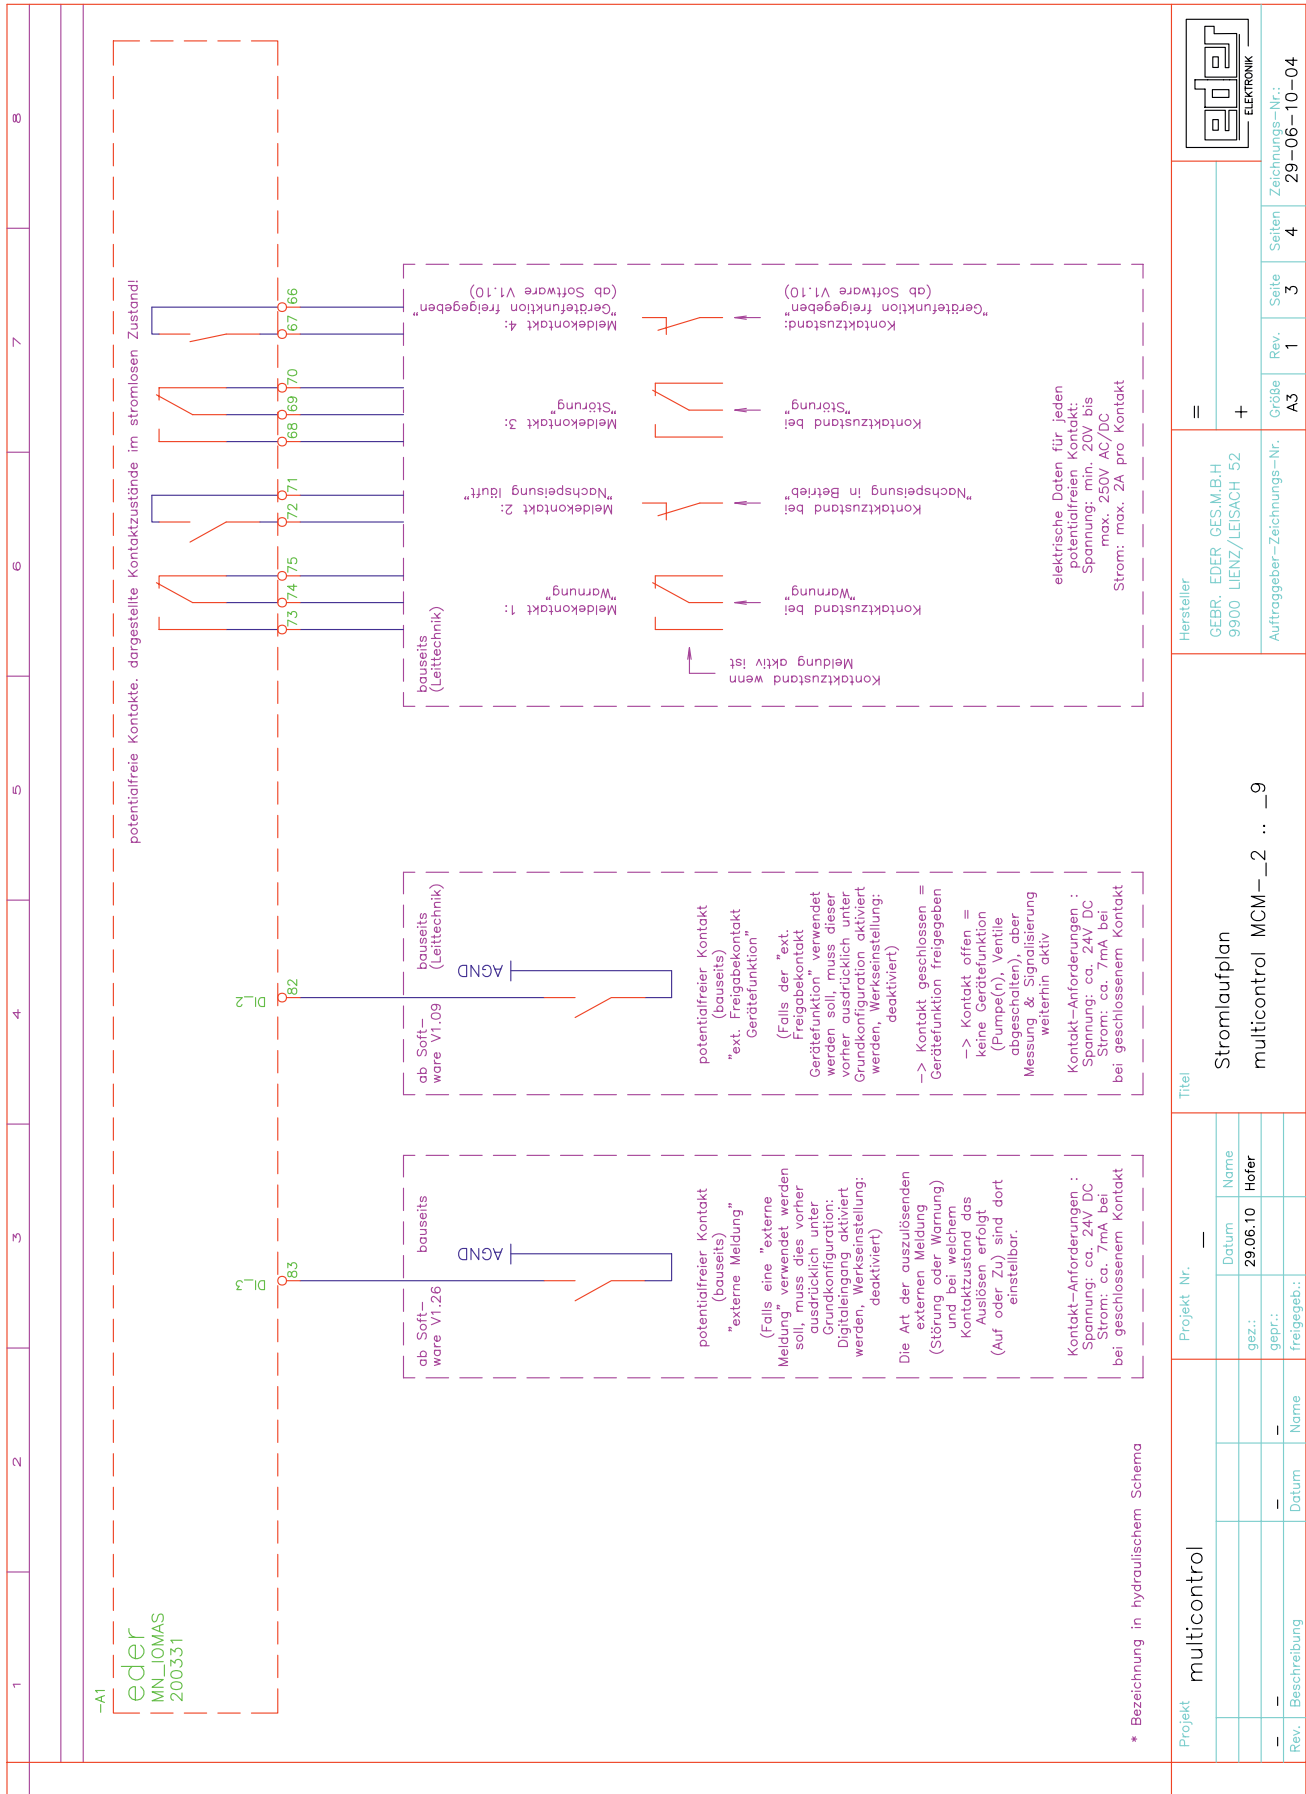 1
2
3
4
5
6
7
8
-A1
eder
MN_IOMAS
200331
potentialfreie Kontakte. dargestellte Kontaktzustände im stromlosen Zustand!
DI_3
83
DI_2
82
73
74
75
72
71
68
69
70
67
66
ab Soft-
ware V1.26
bauseits
AGND
potentialfreier Kontakt
(bauseits)
"externe Meldung"
(Falls eine "externe
Meldung" verwendet werden
soll, muss dies vorher
ausdrücklich unter
Grundkonfiguration:
Digitaleingang aktiviert
werden, Werkseinstellung:
deaktiviert)
Die Art der auszulösenden
externen Meldung
(Störung oder Warnung)
und bei welchem
Kontaktzustand das
Auslösen erfolgt
(Auf oder Zu) sind dort
einstellbar.
Kontakt-Anforderungen :
Spannung: ca. 24V DC
Strom: ca. 7mA bei
bei geschlossenem Kontakt
ab Soft-
ware V1.09
bauseits
(Leittechnik)
AGND
potentialfreier Kontakt
(bauseits)
"ext. Freigabekontakt
Gerätefunktion"
(Falls der "ext.
Freigabekontakt
Gerätefunktion" verwendet
werden soll, muss dieser
vorher ausdrücklich unter
Grundkonfiguration aktiviert
werden, Werkseinstellung:
deaktiviert)
-> Kontakt geschlossen =
Gerätefunktion freigegeben
-> Kontakt offen =
keine Gerätefunktion
(Pumpe(n), Ventile
abgeschalten), aber
Messung & Signalisierung
weiterhin aktiv
Kontakt-Anforderungen :
Spannung: ca. 24V DC
Strom: ca. 7mA bei
bei geschlossenem Kontakt
bauseits
(Leittechnik)
Meldekontakt 1:
"Warnung"
Meldekontakt 2:
"Nachspeisung läuft"
Meldekontakt 3:
"Störung"
Meldekontakt 4:
"Gerätefunktion freigegeben"
(ab Software V1.10)
Kontaktzustand wenn
Meldung aktiv ist
Kontaktzustand bei
"Warnung"
Kontaktzustand bei
"Nachspeisung in Betrieb"
Kontaktzustand bei
"Störung"
Kontaktzustand:
"Gerätefunktion freigegeben"
(ab Software V1.10)
elektrische Daten für jeden
potentialfreien Kontakt:
Spannung: min. 20V bis
max. 250V AC/DC
Strom: max. 2A pro Kontakt
* Bezeichnung in hydraulischem Schema
Projekt
multicontrol
- - - -
Rev. Beschreibung Datum Name
Projekt Nr. -
Datum Name
gez.: 29.06.10 Hofer
gepr.:
freigegeb.:
Titel
Stromlaufplan
multicontrol MCM-_2 .. _9
Hersteller
GEBR. EDER GES.M.B.H
9900 LIENZ/LEISACH 52
Auftraggeber-Zeichnungs-Nr.
=
+
Größe Rev. Seite Seiten Zeichnungs-Nr.:
A3 1 3 4 29-06-10-04
eder
ELEKTRONIK